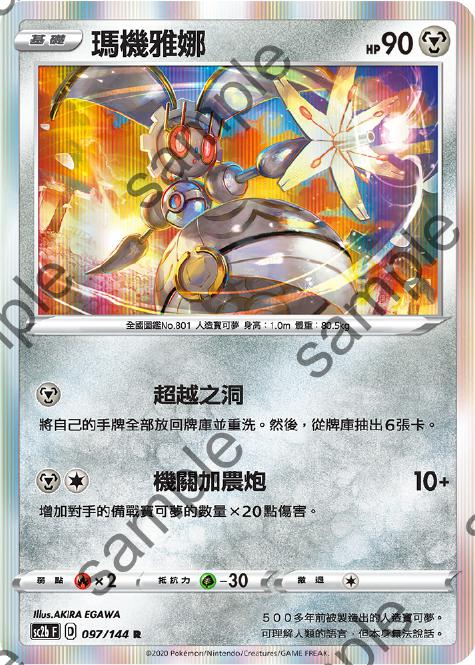 基礎 瑪機雅娜 HP90
全國圖鑑No.801 人造寶可夢 身高：1.0m 體重：80.5kg
超越之洞
將自己的手牌全部放回牌庫並重洗。然後，從牌庫抽出6張卡。
機關加農炮 10+
增加對手的備戰寶可夢的數量×20點傷害。
弱點 ×2 抵抗力 -30 撤退
Illus.AKIRA EGAWA
sc2b F D 097/144 R
500多年前被製造出的人造寶可夢。
可理解人類的語言，但本身無法說話。
©2020 Pokémon/Nintendo/Creatures/GAME FREAK.
sample
sample
sample
sample
sample
sample